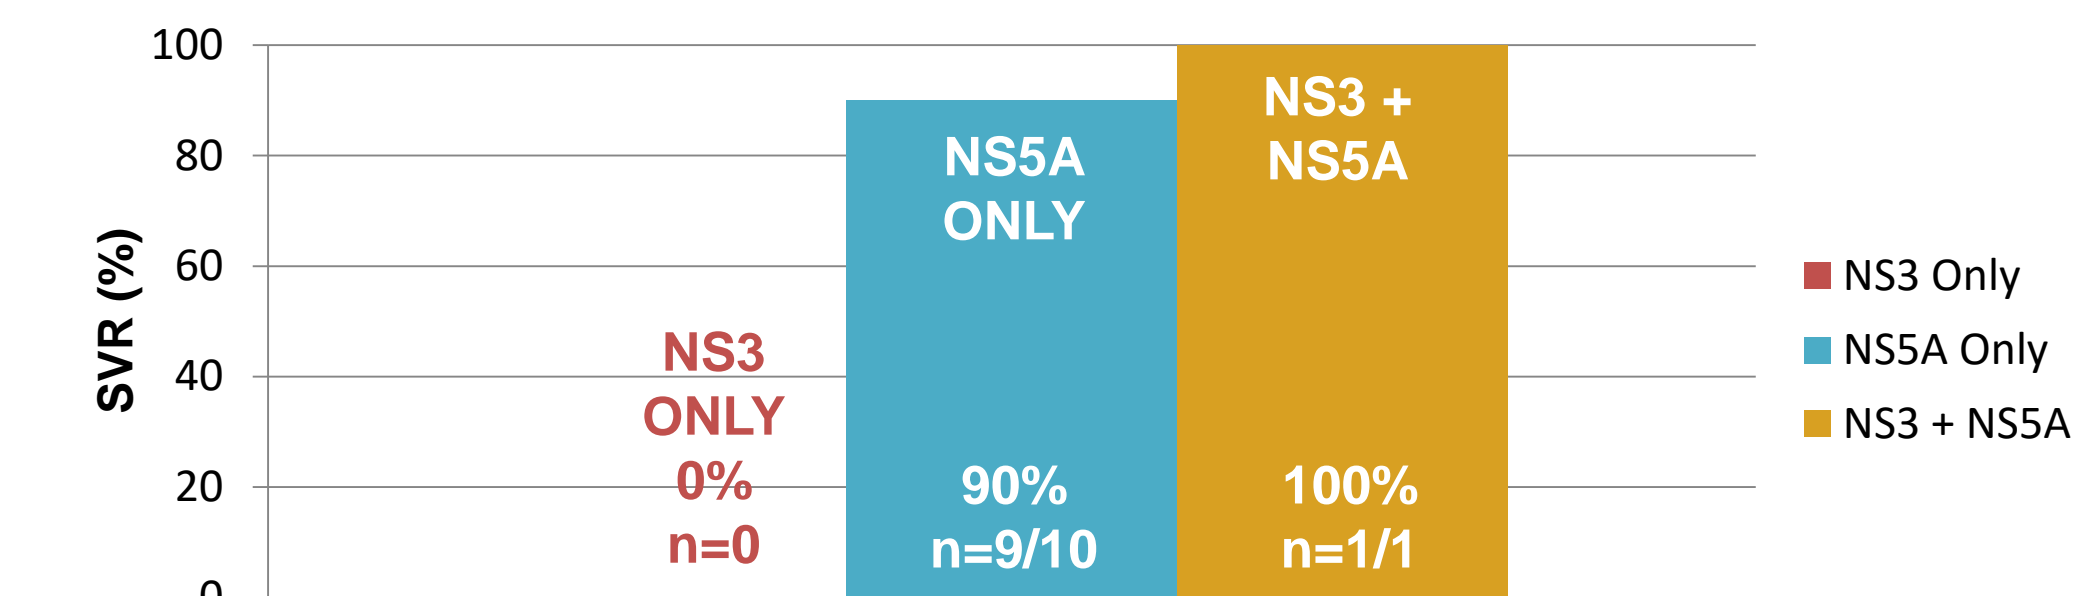 100
80
60
40
20
0
SVR (%)
NS3
ONLY
0%
n=0
NS5A
ONLY
90%
n=9/10
NS3 +
NS5A
100%
n=1/1
NS3 Only
NS5A Only
NS3 + NS5A